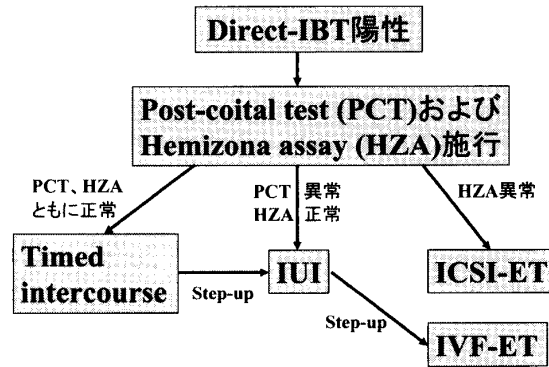 Direct-IBT陽性
Post-coital test (PCT)および
Hemizona assay (HZA)施行
PCT、HZA
ともに正常
PCT 異常
HZA 正常
HZA異常
Timed
intercourse
Step-up
IUI
ICSI-ET
Step-up
IVF-ET